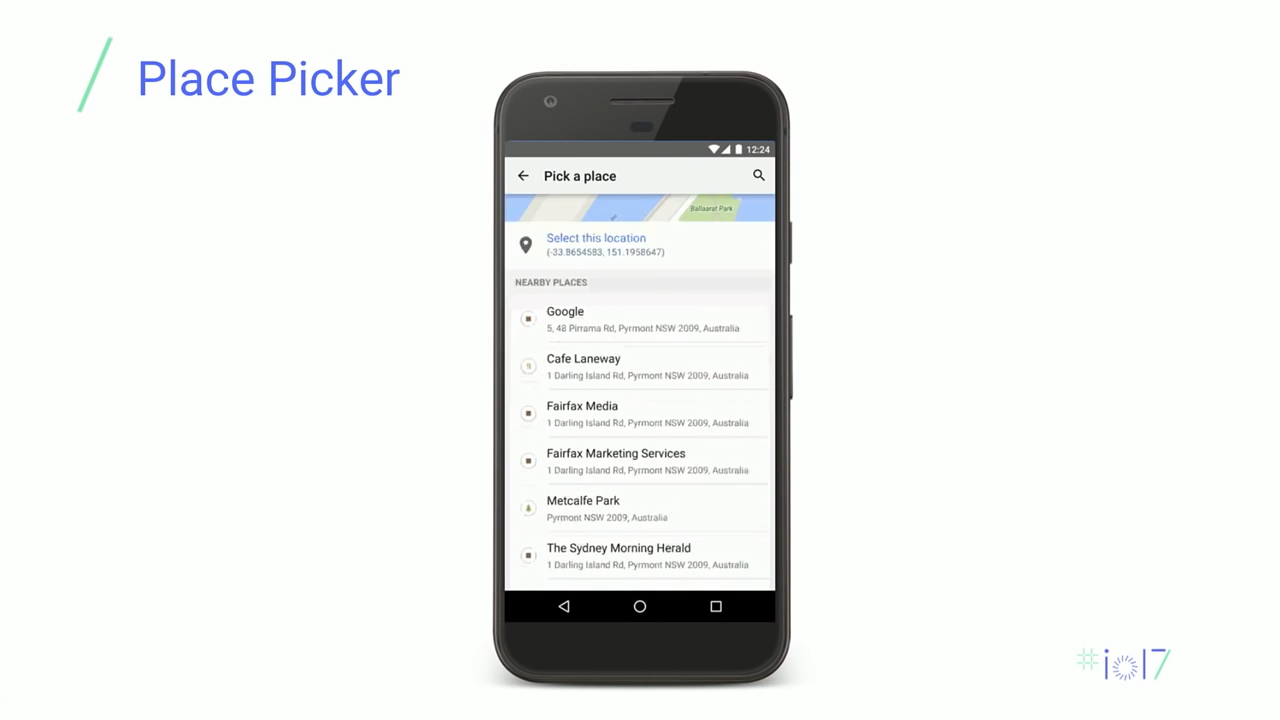 Place Picker
12:24
Pick a place
Ballaarat Park
Select this location
(-33.8654583, 151.1958647)
NEARBY PLACES
Google
5, 48 Pirrama Rd, Pyrmont NSW 2009, Australia
Cafe Laneway
1 Darling Island Rd, Pyrmont NSW 2009, Australia
Fairfax Media
1 Darling Island Rd, Pyrmont NSW 2009, Australia
Fairfax Marketing Services
1 Darling Island Rd, Pyrmont NSW 2009, Australia
Metcalfe Park
Pyrmont NSW 2009, Australia
The Sydney Morning Herald
1 Darling Island Rd, Pyrmont NSW 2009, Australia
#io17